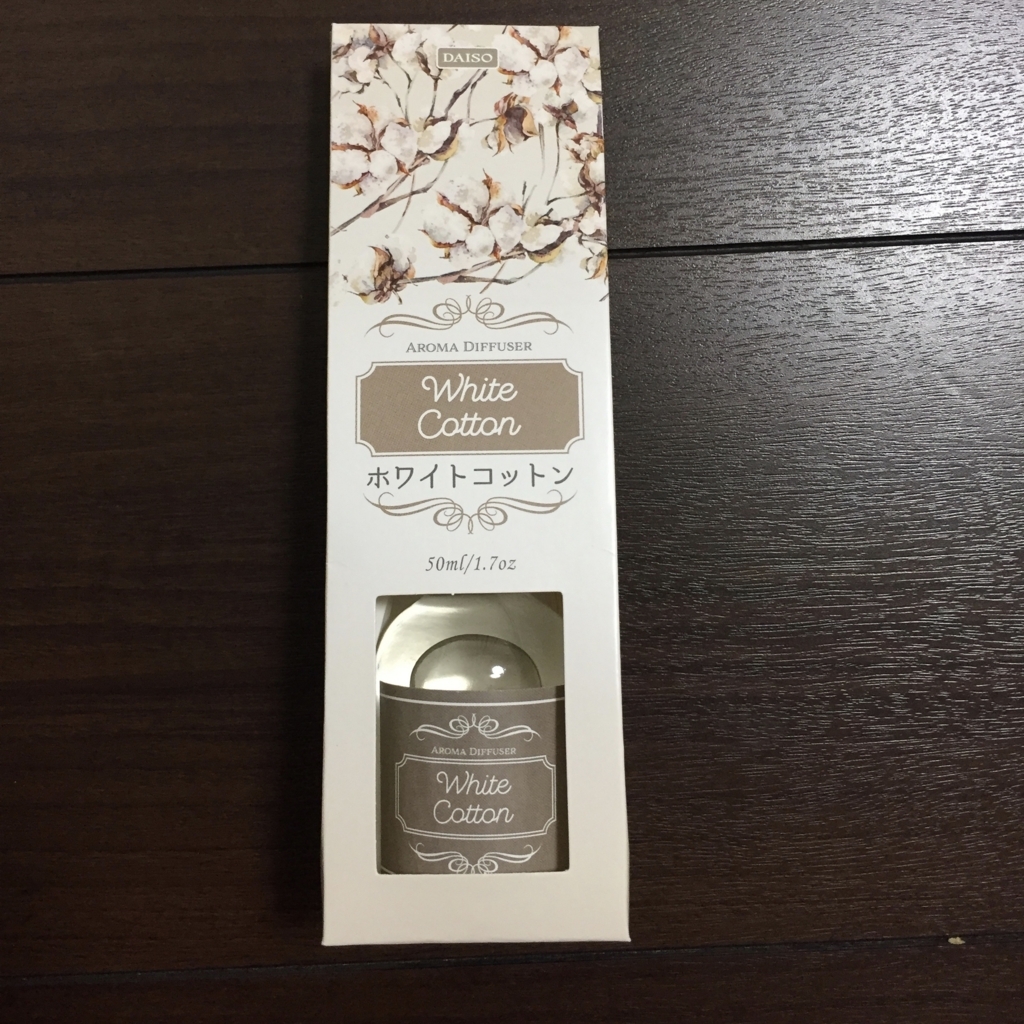 DAISO
AROMA DIFFUSER
White
Cotton
ホワイトコットン
50ml/1.7oz
AROMA DIFFUSER
White
Cotton